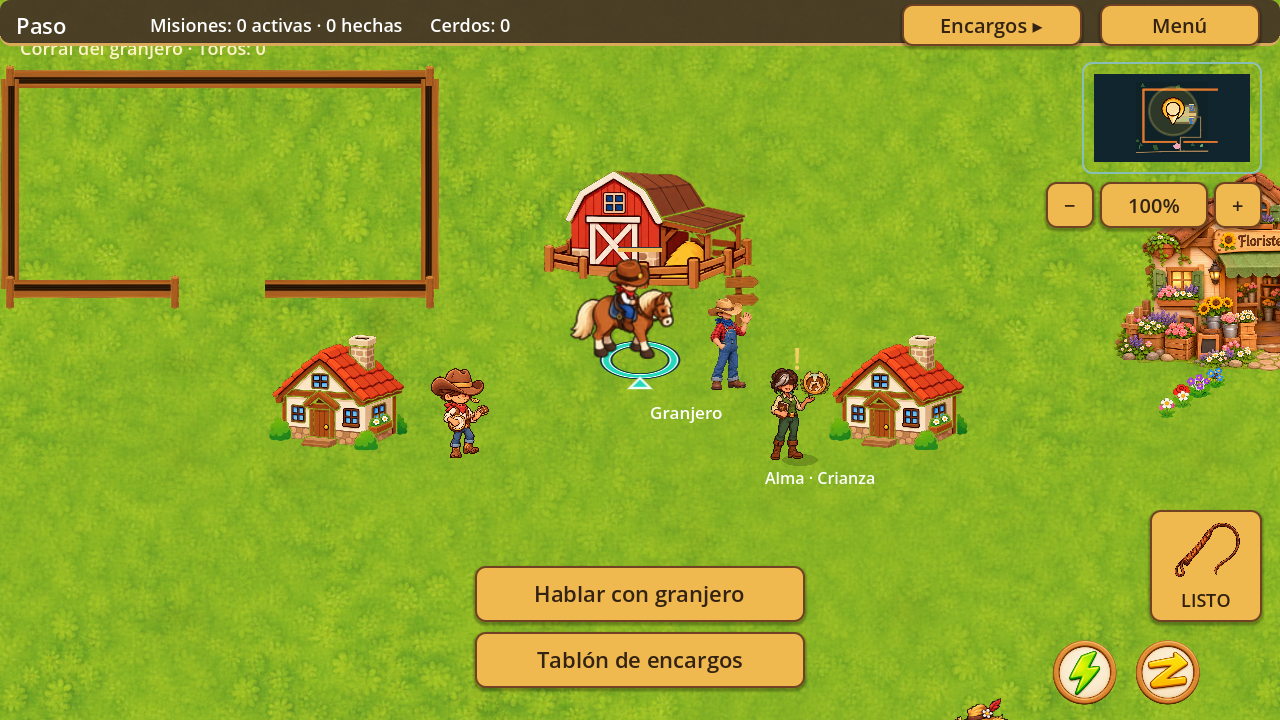 Paso
Misiones: 0 activas · 0 hechas
Cerdos: 0
Encargos ▸
Menú
Corral del granjero · Toros: 0
− 100% +
Granjero
Alma · Crianza
Hablar con granjero
Tablón de encargos
LISTO